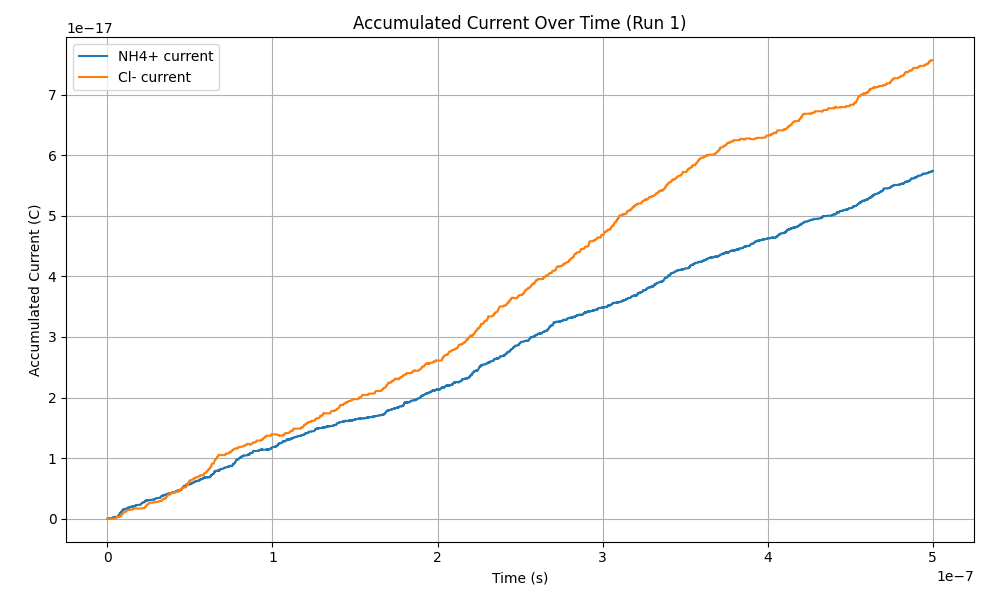 Accumulated Current Over Time (Run 1)
1e−17
NH4+ current
Cl- current
7
6
5
4
3
2
1
0
Accumulated Current (C)
0 1 2 3 4 5
1e−7
Time (s)